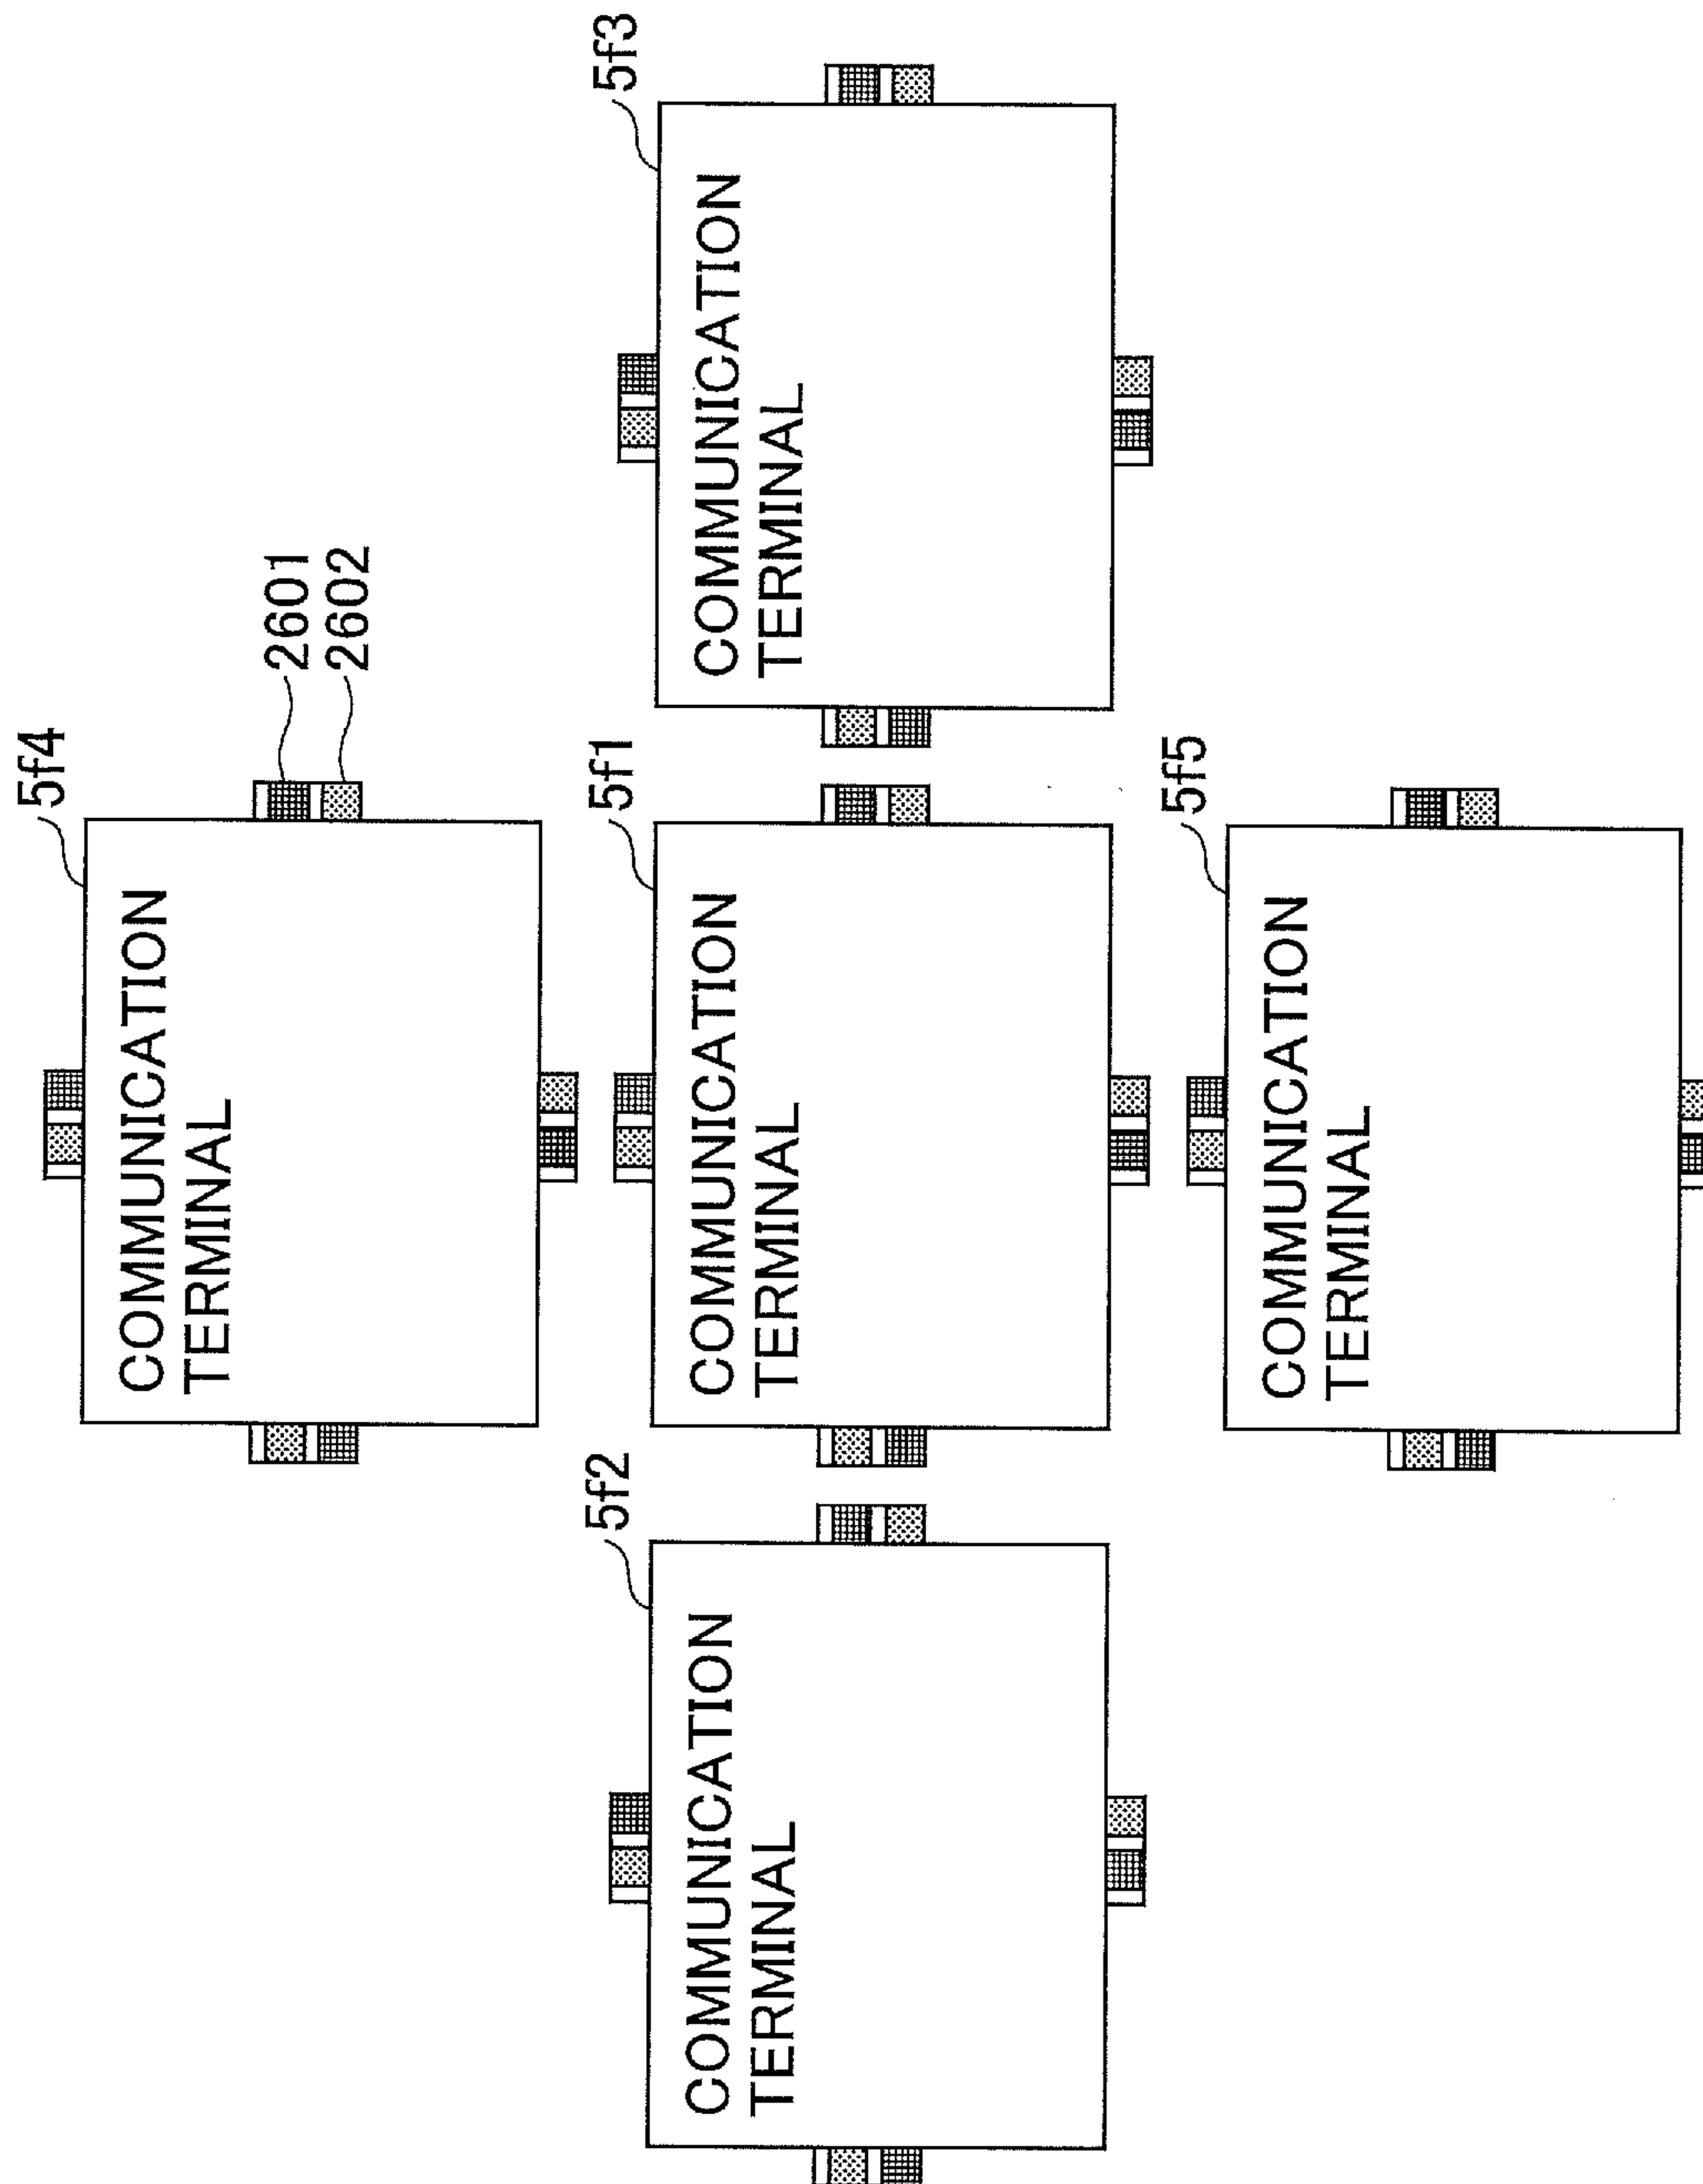 5f4
COMMUNICATION
TERMINAL
2601
2602
5f2
COMMUNICATION
TERMINAL
5f1
COMMUNICATION
TERMINAL
5f3
COMMUNICATION
TERMINAL
5f5
COMMUNICATION
TERMINAL